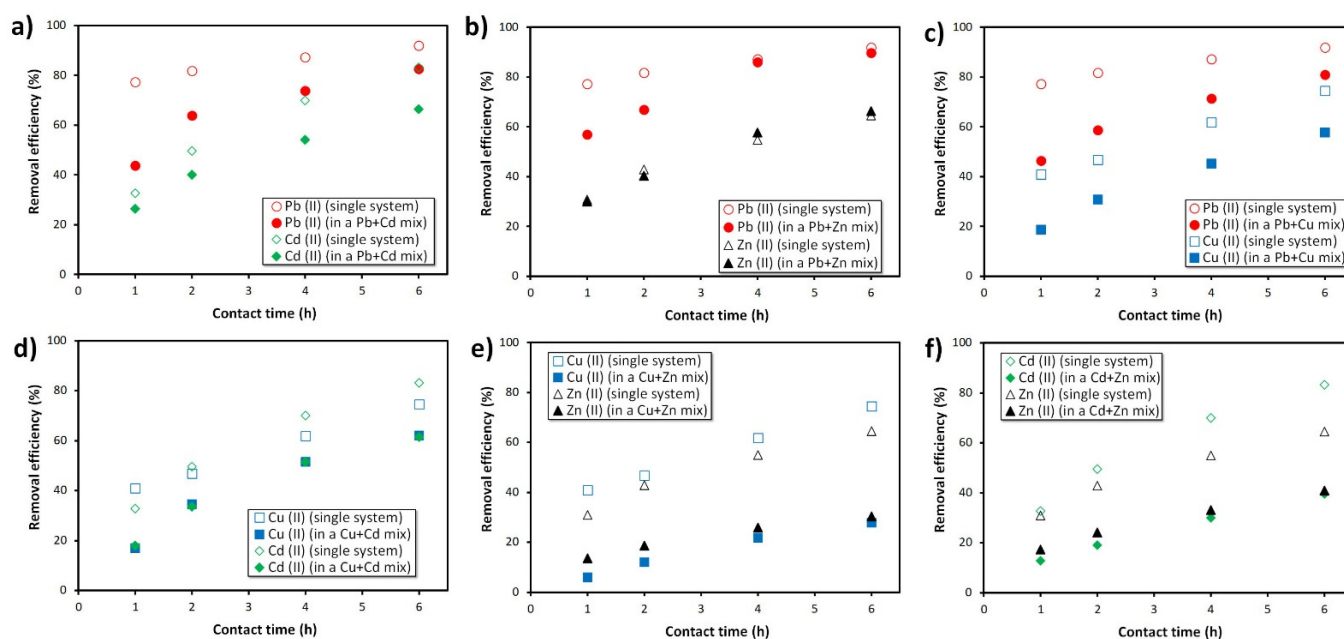 a)
Removal efficiency (%)
100
80
60
40
20
0
Pb (II) (single system)
Pb (II) (in a Pb+Cd mix)
Cd (II) (single system)
Cd (II) (in a Pb+Cd mix)
0 1 2 3 4 5 6
Contact time (h)
b)
Removal efficiency (%)
100
80
60
40
20
0
Pb (II) (single system)
Pb (II) (in a Pb+Zn mix)
Zn (II) (single system)
Zn (II) (in a Pb+Zn mix)
0 1 2 3 4 5 6
Contact time (h)
c)
Removal efficiency (%)
100
80
60
40
20
0
Pb (II) (single system)
Pb (II) (in a Pb+Cu mix)
Cu (II) (single system)
Cu (II) (in a Pb+Cu mix)
0 1 2 3 4 5 6
Contact time (h)
d)
Removal efficiency (%)
100
80
60
40
20
0
Cu (II) (single system)
Cu (II) (in a Cu+Cd mix)
Cd (II) (single system)
Cd (II) (in a Cu+Cd mix)
0 1 2 3 4 5 6
Contact time (h)
e)
Removal efficiency (%)
100
80
60
40
20
0
Cu (II) (single system)
Cu (II) (in a Cu+Zn mix)
Zn (II) (single system)
Zn (II) (in a Cu+Zn mix)
0 1 2 3 4 5 6
Contact time (h)
f)
Removal efficiency (%)
100
80
60
40
20
0
Cd (II) (single system)
Cd (II) (in a Cd+Zn mix)
Zn (II) (single system)
Zn (II) (in a Cd+Zn mix)
0 1 2 3 4 5 6
Contact time (h)